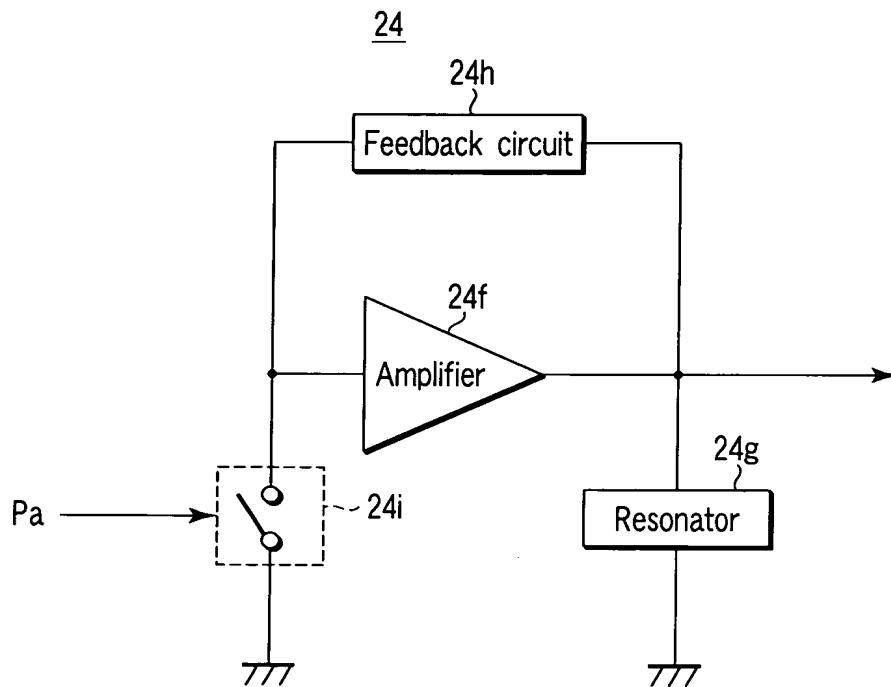 24
24h
Feedback circuit
24f
Amplifier
24g
Pa
24i
Resonator